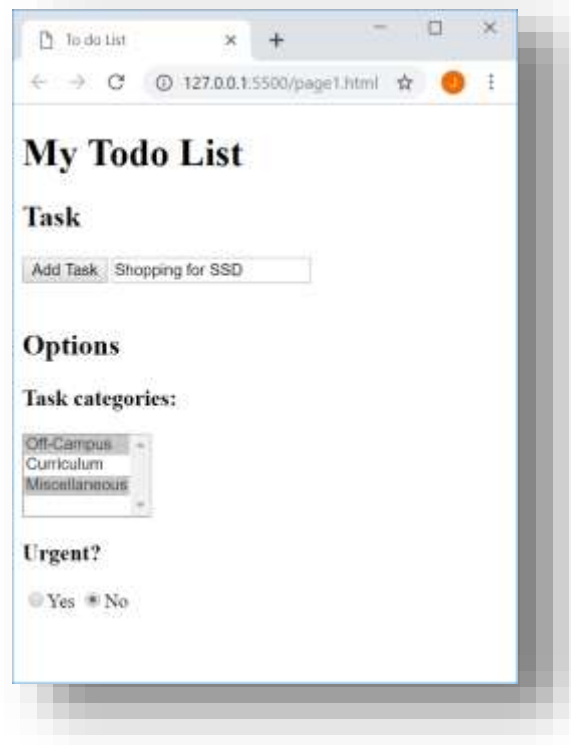 To do List
127.0.0.1:5500/page1.html
J
My Todo List
Task
Add Task Shopping for SSD
Options
Task categories:
Off-Campus
Curriculum
Miscellaneous
Urgent?
Yes No